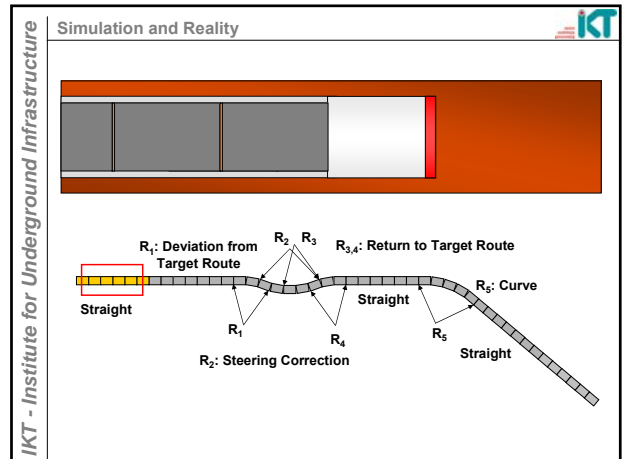 IKT - Institute for Underground Infrastructure
Simulation and Reality
iKT
R1: Deviation from
Target Route
R2
R3
R3,4: Return to Target Route
Straight
R1
R4
Straight
R5
R5: Curve
R2: Steering Correction
Straight